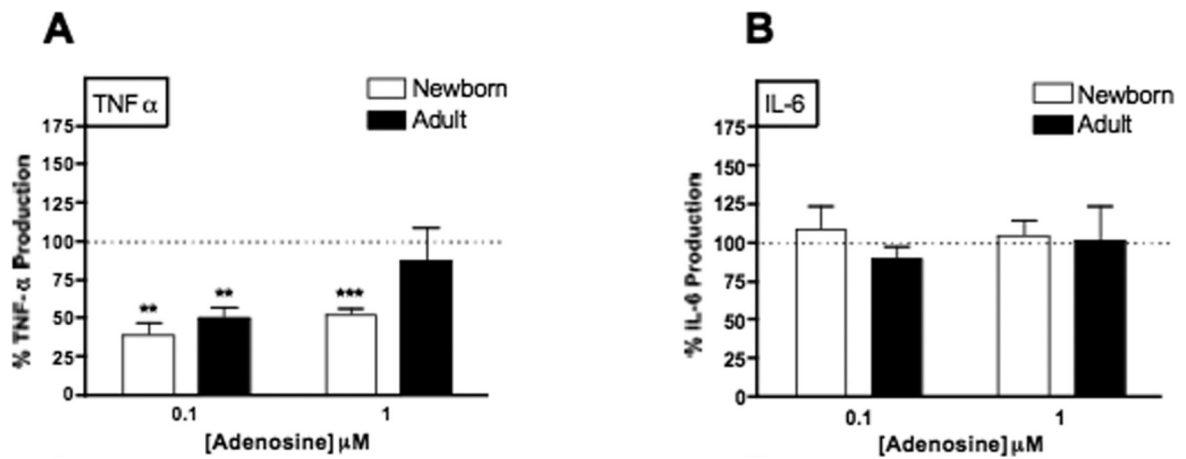 A
TNF α
Newborn
Adult
% TNF-α Production
175
150
125
100
75
50
25
0
**
**
***
0.1
1
[Adenosine] μM
B
IL-6
Newborn
Adult
% IL-6 Production
175
150
125
100
75
50
25
0
0.1
1
[Adenosine] μM